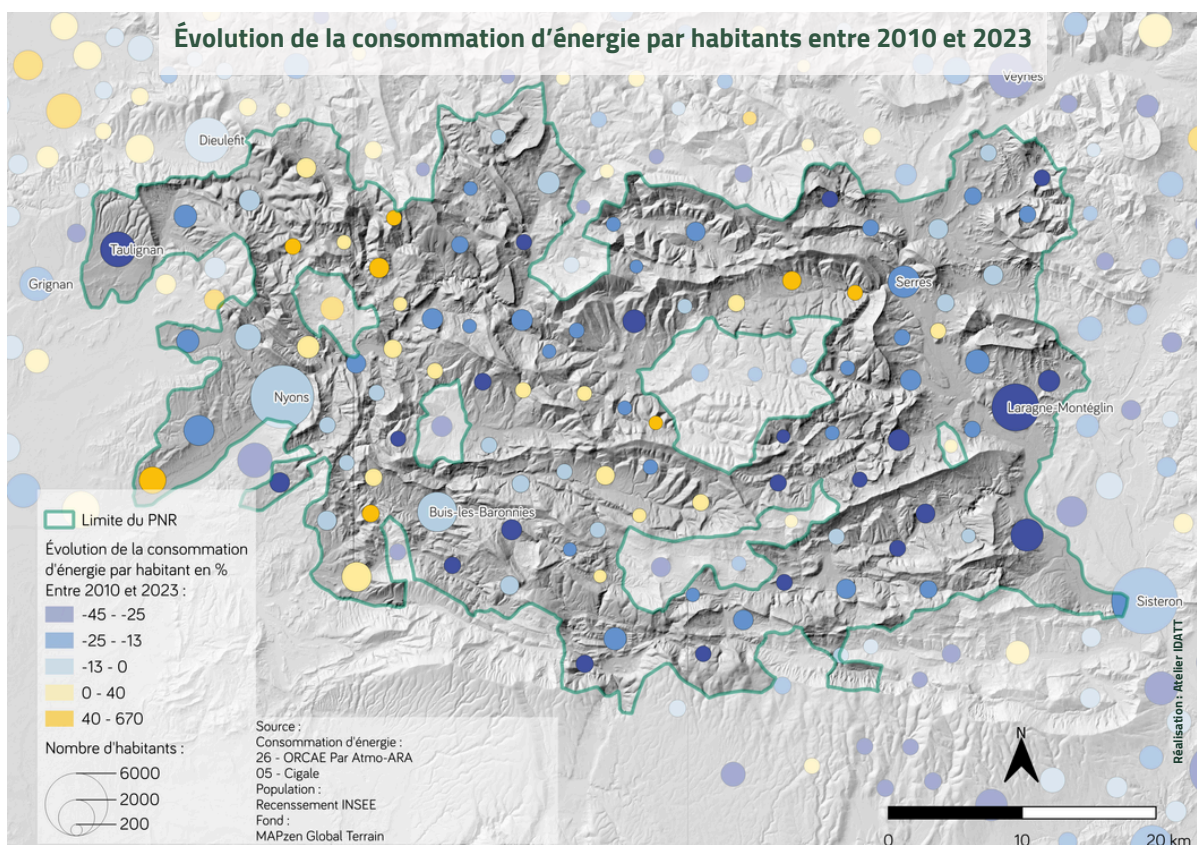 Évolution de la consommation d'énergie par habitants entre 2010 et 2023
Veynes
Dieulefit
Taulignan
Grignan
Serres
Nyons
Laragne-Montéglin
Buis-les-Baronnies
Sisteron
Limite du PNR
Évolution de la consommation
d'énergie par habitant en %
Entre 2010 et 2023 :
-45 - -25
-25 - -13
-13 - 0
0 - 40
40 - 670
Nombre d'habitants :
6000
2000
200
Source :
Consommation d'énergie :
26 - ORCAE Par Atmo-ARA
05 - Cigale
Population :
Recenssement INSEE
Fond :
MAPzen Global Terrain
Réalisation : Atelier IDATT
N
0 10 20 km